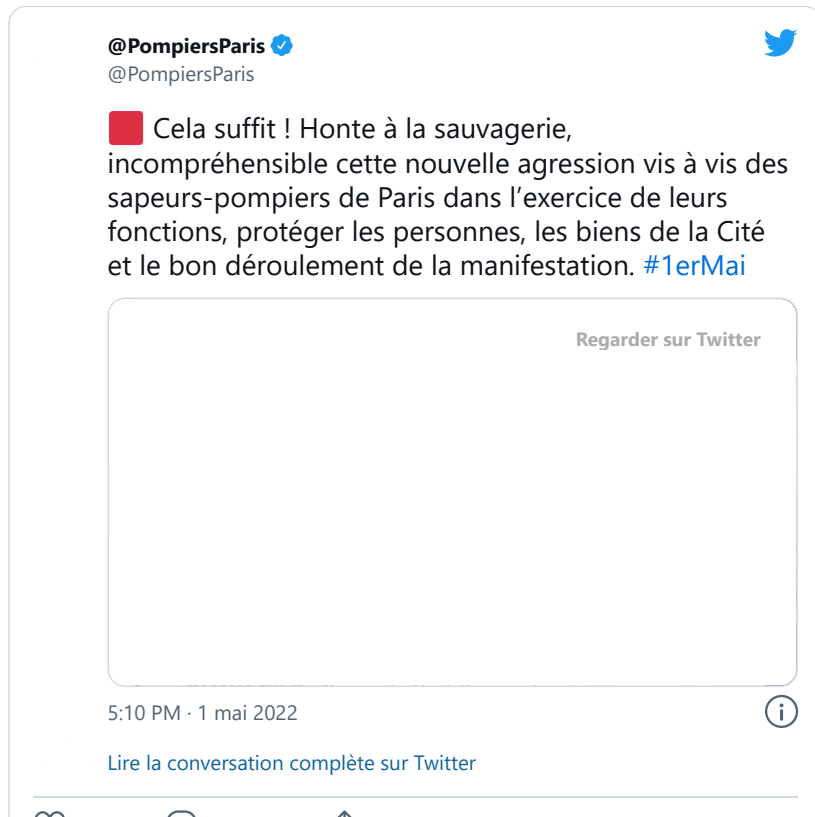 @PompiersParis
@PompiersParis
Cela suffit ! Honte à la sauvagerie,
incompréhensible cette nouvelle agression vis à vis des
sapeurs-pompiers de Paris dans l’exercice de leurs
fonctions, protéger les personnes, les biens de la Cité
et le bon déroulement de la manifestation. #1erMai
Regarder sur Twitter
5:10 PM · 1 mai 2022
Lire la conversation complète sur Twitter